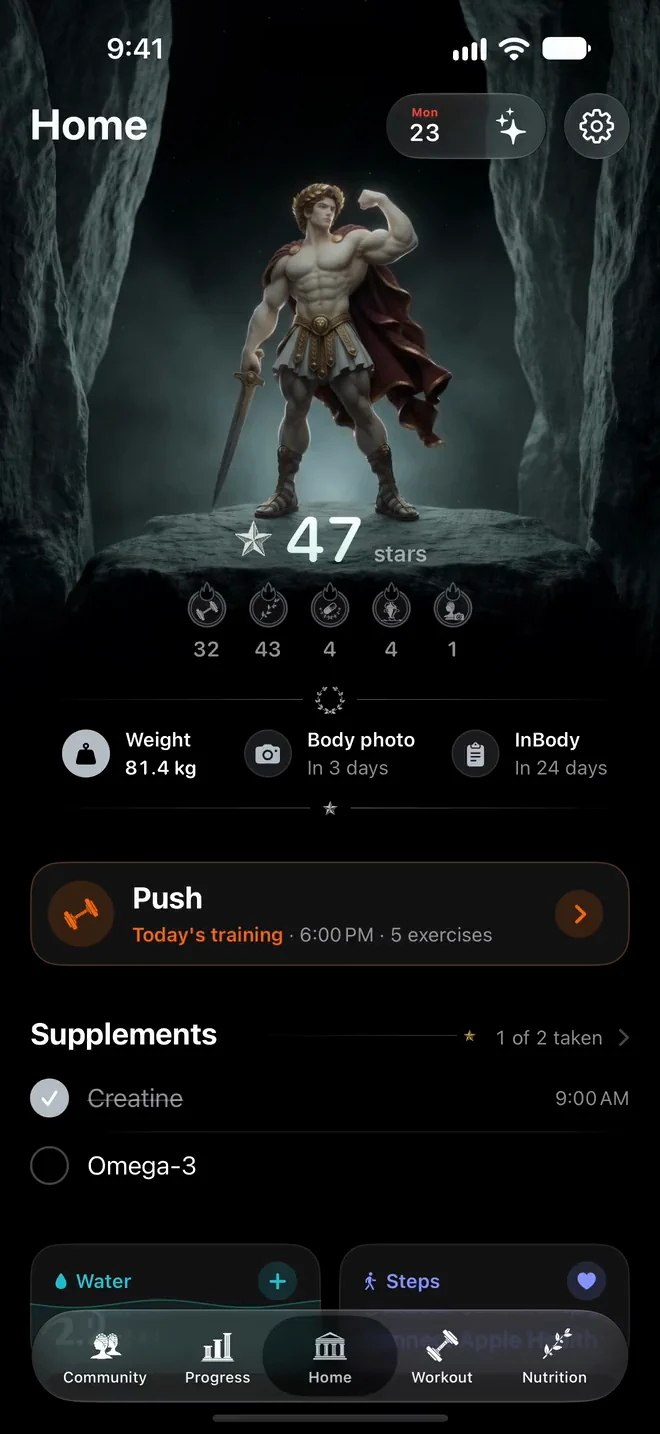 9:41
Home
Mon
23
47 stars
32 43 4 4 1
Weight
81.4 kg
Body photo
In 3 days
InBody
In 24 days
Push
Today's training · 6:00 PM · 5 exercises
Supplements
1 of 2 taken
Creatine
9:00 AM
Omega-3
Water
Steps
Apple Health
Community
Progress
Home
Workout
Nutrition